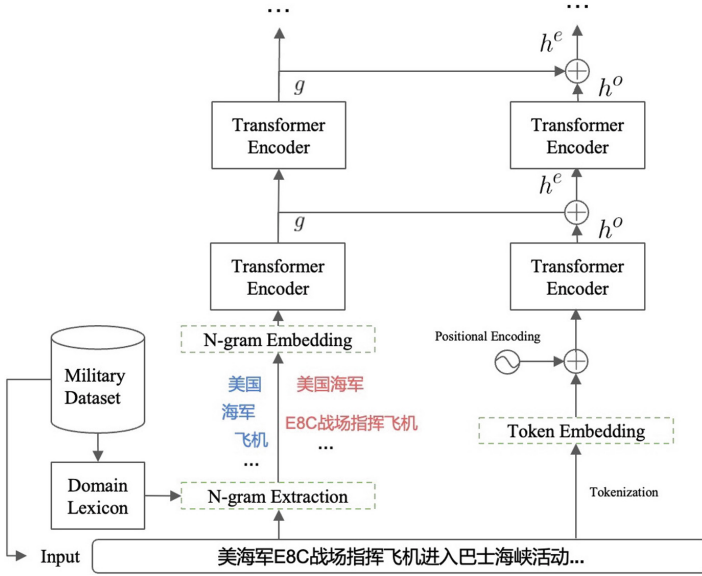 ...
...
h^e
g
h^o
Transformer
Encoder
Transformer
Encoder
h^e
g
h^o
Transformer
Encoder
Transformer
Encoder
N-gram Embedding
Positional Encoding
Military
Dataset
美国
美国海军
海军
E8C战场指挥飞机
飞机
...
...
Token Embedding
Domain
Lexicon
N-gram Extraction
Tokenization
Input
美海军E8C战场指挥飞机进入巴士海峡活动...